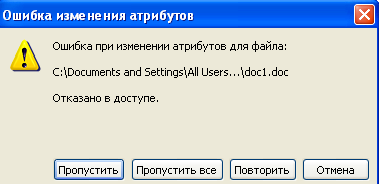 Ошибка изменения атрибутов
Ошибка при изменении атрибутов для файла:
C:\Documents and Settings\All Users...\doc1.doc
Отказано в доступе.
Пропустить Пропустить все Повторить Отмена